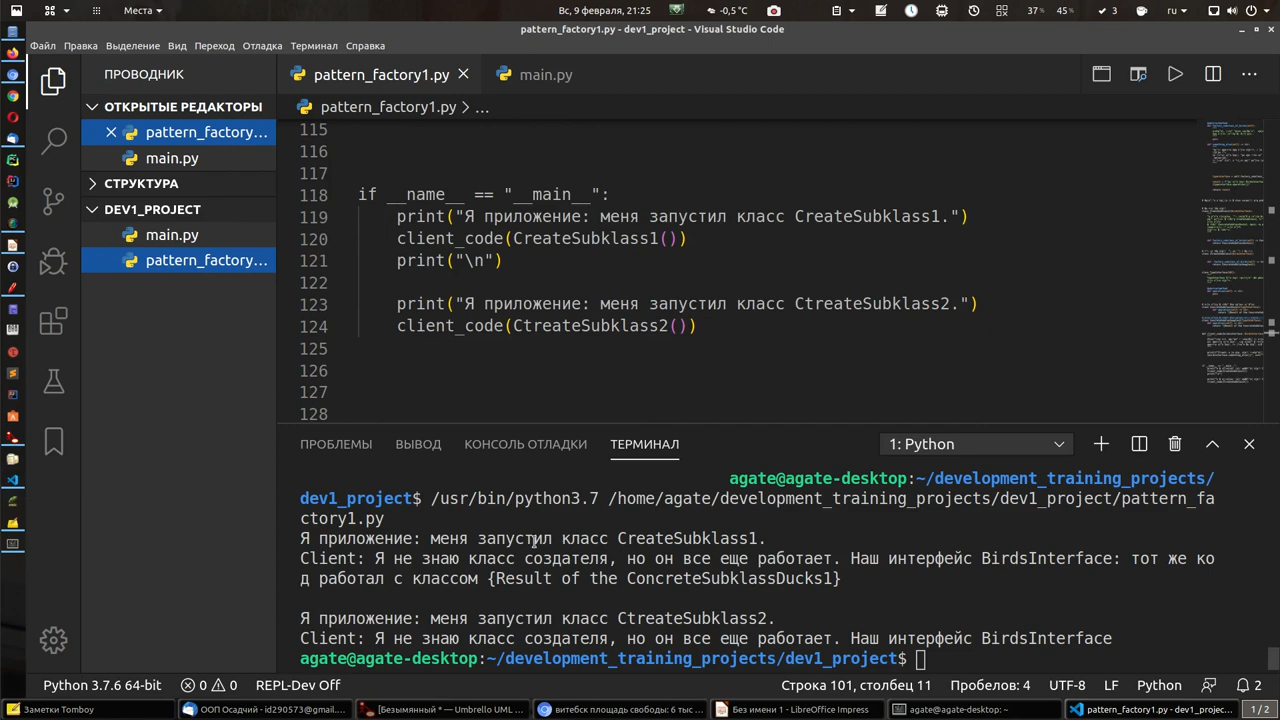 Места
Вс, 9 февраля, 21:25
-0,5 °C
37%
45%
3
ru
pattern_factory1.py - dev1_project - Visual Studio Code
Файл Правка Выделение Вид Переход Отладка Терминал Справка
ПРОВОДНИК
pattern_factory1.py
main.py
ОТКРЫТЫЕ РЕДАКТОРЫ
pattern_factory1.py > ...
pattern_factory...
main.py
СТРУКТУРА
DEV1_PROJECT
main.py
pattern_factory...
115
116
117
118 if __name__ == "__main__":
119 print("Я приложение: меня запустил класс CreateSubklass1.")
120 client_code(CreateSubklass1())
121 print("\n")
122
123 print("Я приложение: меня запустил класс CtreateSubklass2.")
124 client_code(CreateSubklass2())
125
126
127
128
ПРОБЛЕМЫ ВЫВОД КОНСОЛЬ ОТЛАДКИ ТЕРМИНАЛ 1: Python
agate@agate-desktop:~/development_training_projects/
dev1_project$ /usr/bin/python3.7 /home/agate/development_training_projects/dev1_project/pattern_fa
ctory1.py
Я приложение: меня запустил класс CreateSubklass1.
Client: Я не знаю класс создателя, но он все еще работает. Наш интерфейс BirdsInterface: тот же ко
д работал с классом {Result of the ConcreteSubklassDucks1}
Я приложение: меня запустил класс CtreateSubklass2.
Client: Я не знаю класс создателя, но он все еще работает. Наш интерфейс BirdsInterface
agate@agate-desktop:~/development_training_projects/dev1_project$
Python 3.7.6 64-bit 0 0 REPL-Dev Off Строка 101, столбец 11 Пробелов: 4 UTF-8 LF Python 2
Заметки Tomboy
ООП Осадчий - id290573@gmail....
[*Безымянный *] — Umbrello UML ...
витебск площадь свободы: 6 тыс ...
Без имени 1 - LibreOffice Impress
agate@agate-desktop: ~
pattern_factory1.py - dev1_project...
1 / 2